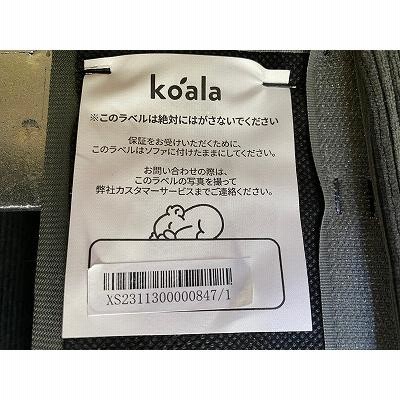 koala
※このラベルは絶対にはがさないでください
保証をお受けいただくために、
このラベルはソファに付けたままにしてください。
お問い合わせの際は、
このラベルの写真を撮って
弊社カスタマーサービスまでご連絡ください。
XS2311300000847/1